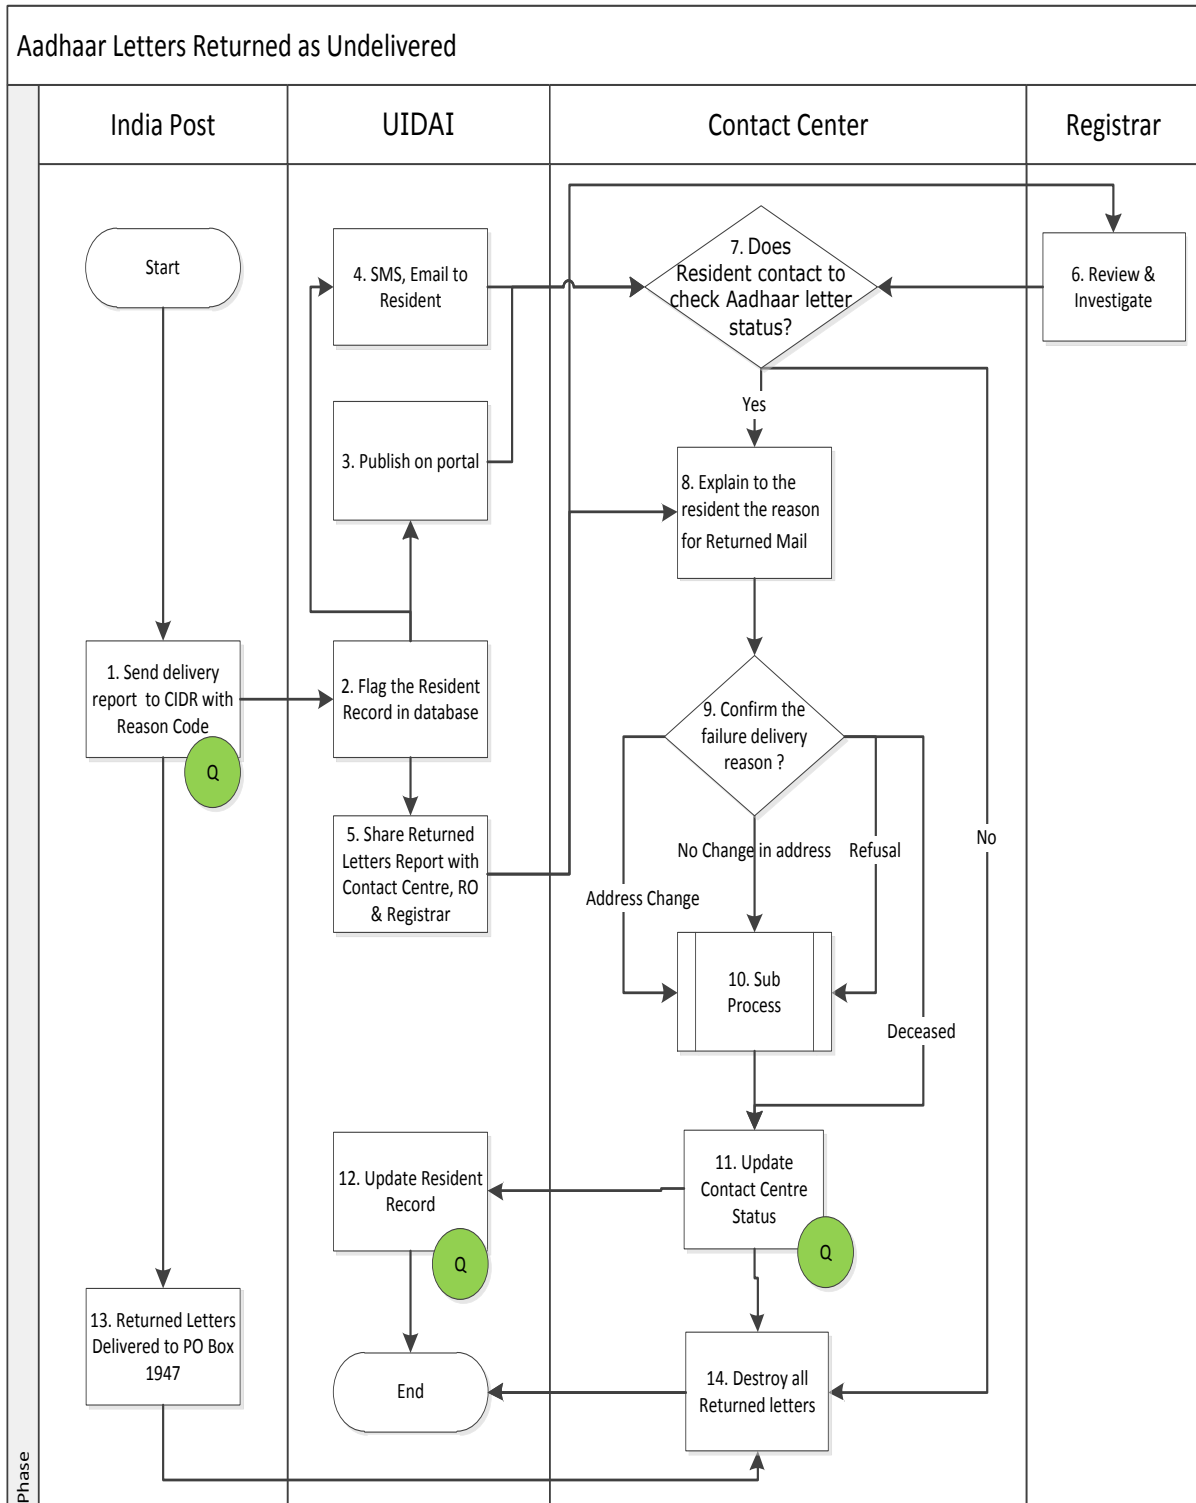 Aadhaar Letters Returned as Undelivered
India Post
UIDAI
Contact Center
Registrar
Start
4. SMS, Email to
Resident
7. Does
Resident contact to
check Aadhaar letter
status?
6. Review &
Investigate
Yes
3. Publish on portal
8. Explain to the
resident the reason
for Returned Mail
1. Send delivery
report to CIDR with
Reason Code
Q
2. Flag the Resident
Record in database
9. Confirm the
failure delivery
reason ?
5. Share Returned
Letters Report with
Contact Centre, RO
& Registrar
No Change in address
Refusal
No
Address Change
10. Sub
Process
Deceased
12. Update Resident
Record
Q
11. Update
Contact Centre
Status
Q
13. Returned Letters
Delivered to PO Box
1947
End
14. Destroy all
Returned letters
Phase